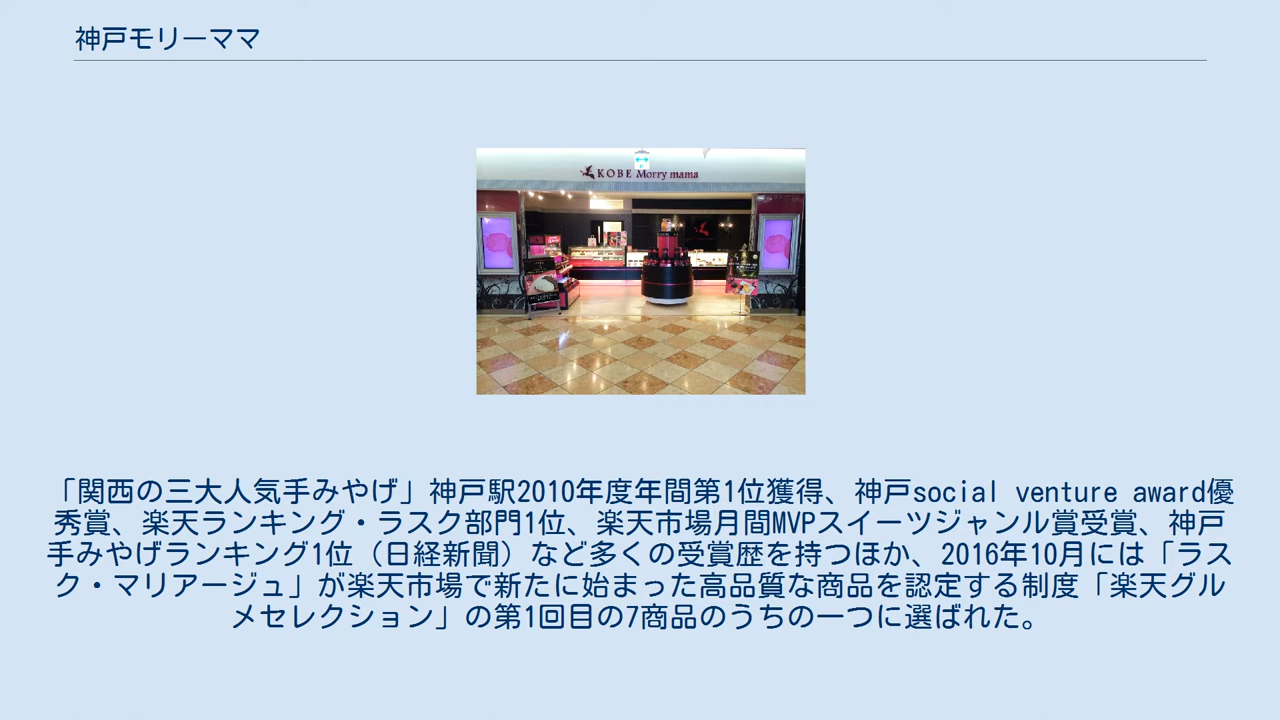 神戸モリーママ
KOBE Morry mama
「関西の三大人気手みやげ」神戸駅2010年度年間第1位獲得、神戸social venture award優
秀賞、楽天ランキング・ラスク部門1位、楽天市場月間MVPスイーツジャンル賞受賞、神戸
手みやげランキング1位（日経新聞）など多くの受賞歴を持つほか、2016年10月には「ラス
ク・マリアージュ」が楽天市場で新たに始まった高品質な商品を認定する制度「楽天グル
メセレクション」の第1回目の7商品のうちの一つに選ばれた。